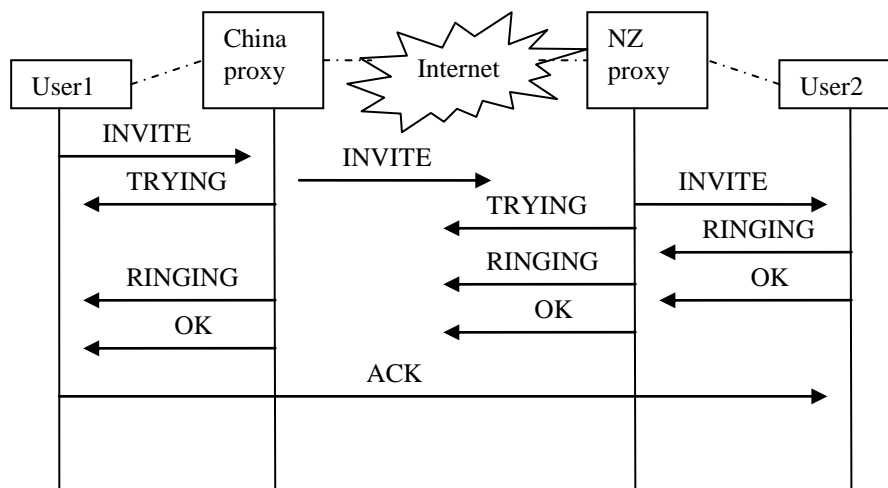 China
proxy
Internet
NZ
proxy
User1
User2
INVITE
INVITE
TRYING
INVITE
TRYING
RINGING
RINGING
RINGING
OK
OK
OK
ACK